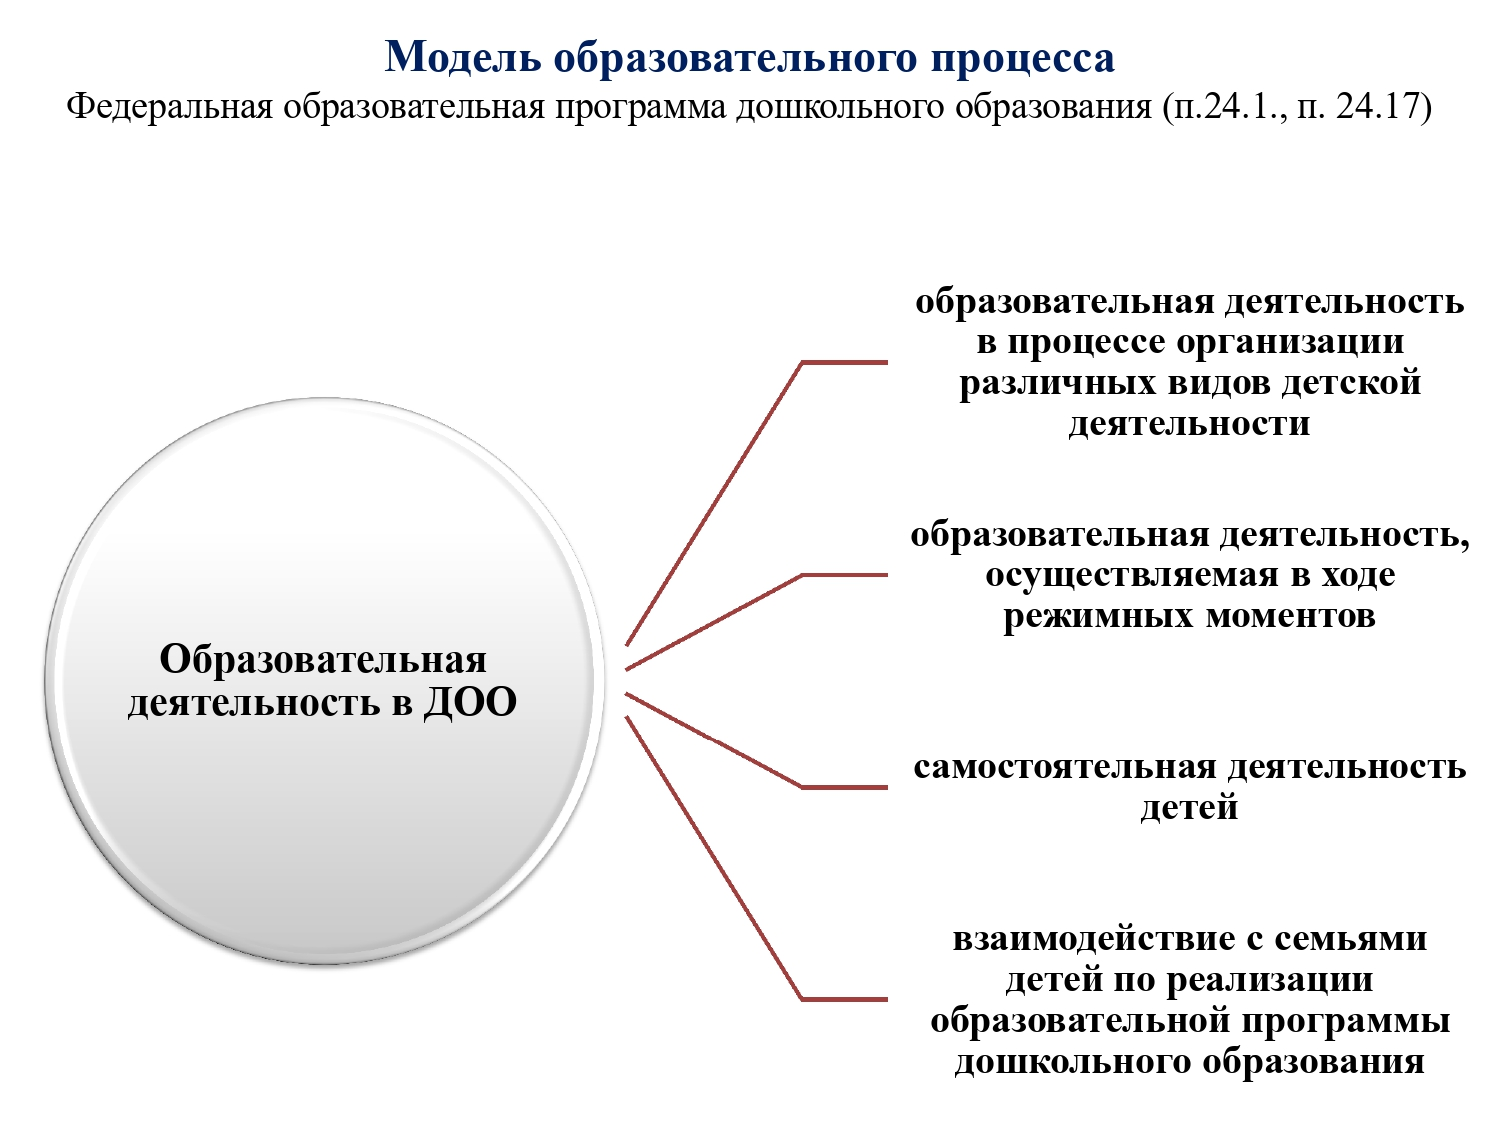 Модель образовательного процесса
Федеральная образовательная программа дошкольного образования (п.24.1., п. 24.17)
образовательная деятельность
в процессе организации
различных видов детской
деятельности
образовательная деятельность,
осуществляемая в ходе
режимных моментов
Образовательная
деятельность в ДОО
самостоятельная деятельность
детей
взаимодействие с семьями
детей по реализации
образовательной программы
дошкольного образования